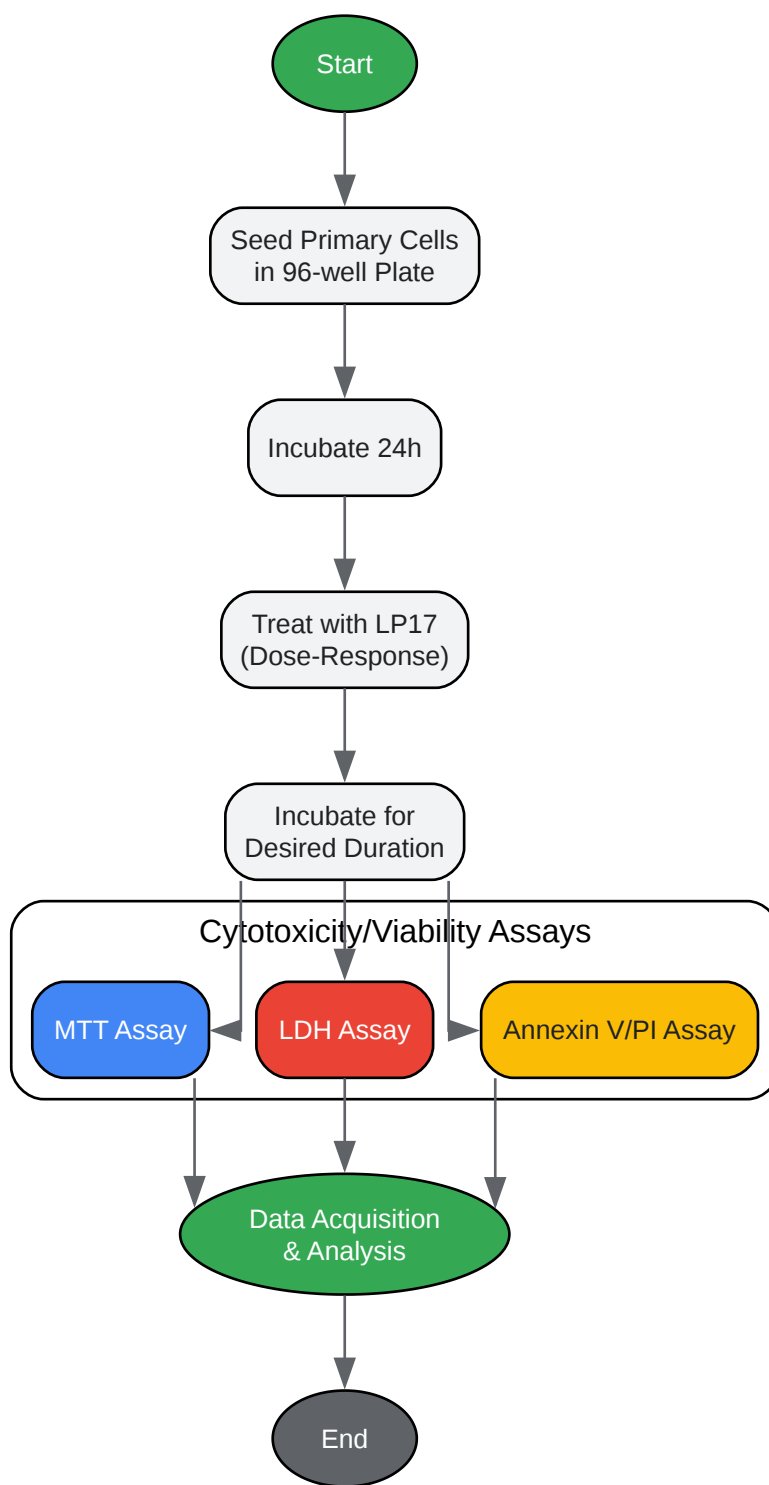 Start
Seed Primary Cells
in 96-well Plate
Incubate 24h
Treat with LP17
(Dose-Response)
Incubate for
Desired Duration
Cytotoxicity/Viability Assays
MTT Assay
LDH Assay
Annexin V/PI Assay
Data Acquisition
& Analysis
End